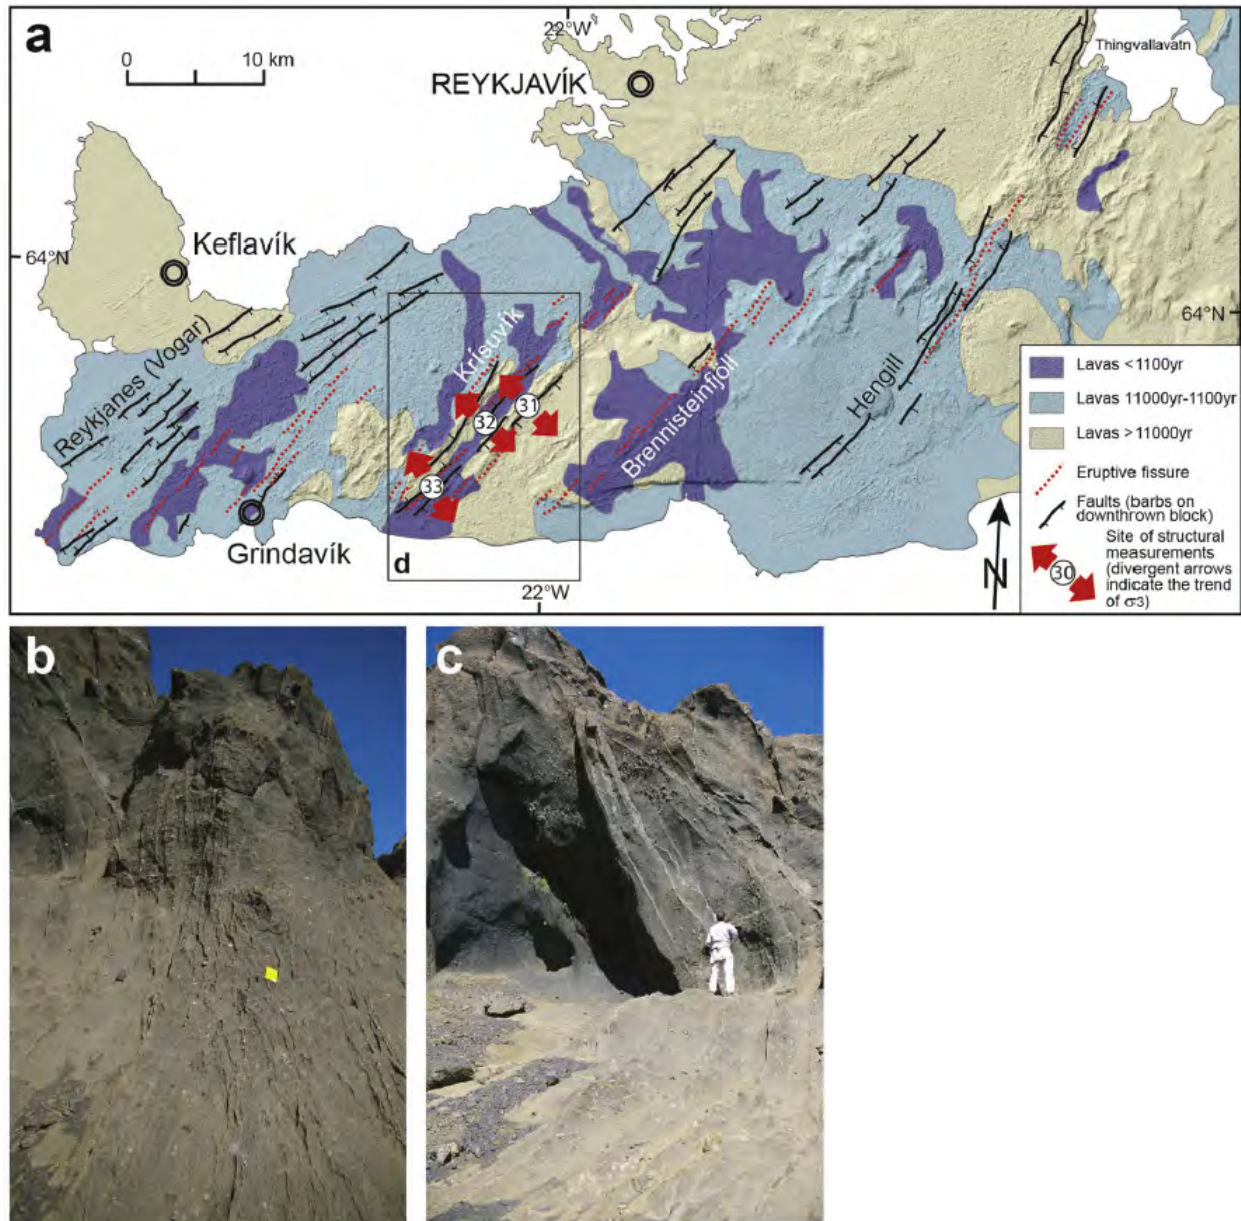 a
22°W
0
10 km
REYKJAVÍK
Thingvallavatn
Keflavík
64°N
64°N
Reykjanes (Vogar)
Krísuvík
31
32
33
Brennisteinfjöll
Hengill
Grindavík
d
22°W
N
Lavas <1100yr
Lavas 11000yr-1100yr
Lavas >11000yr
Eruptive fissure
Faults (barbs on
downthrown block)
Site of structural
measurements
(divergent arrows
indicate the trend
of σ3)
30
b
c